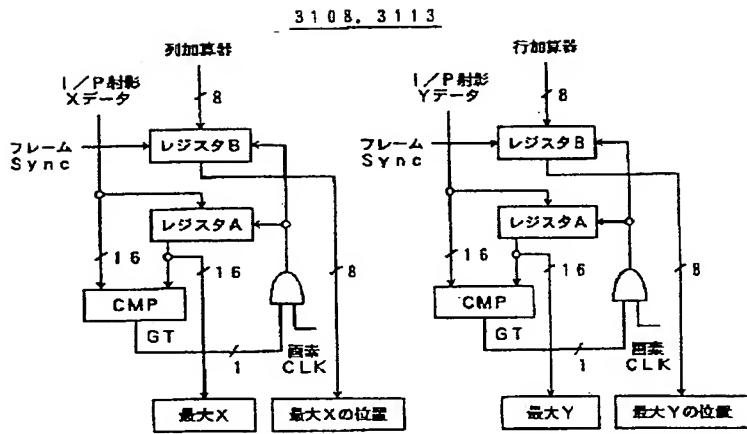 3108, 3113
列加算器
I/P射影
Xデータ
8
フレーム
Sync
レジスタB
レジスタA
16
16
8
CMP
GT
1
画素
CLK
最大X
最大Xの位置
行加算器
I/P射影
Yデータ
8
フレーム
Sync
レジスタB
レジスタA
16
16
8
CMP
GT
1
画素
CLK
最大Y
最大Yの位置